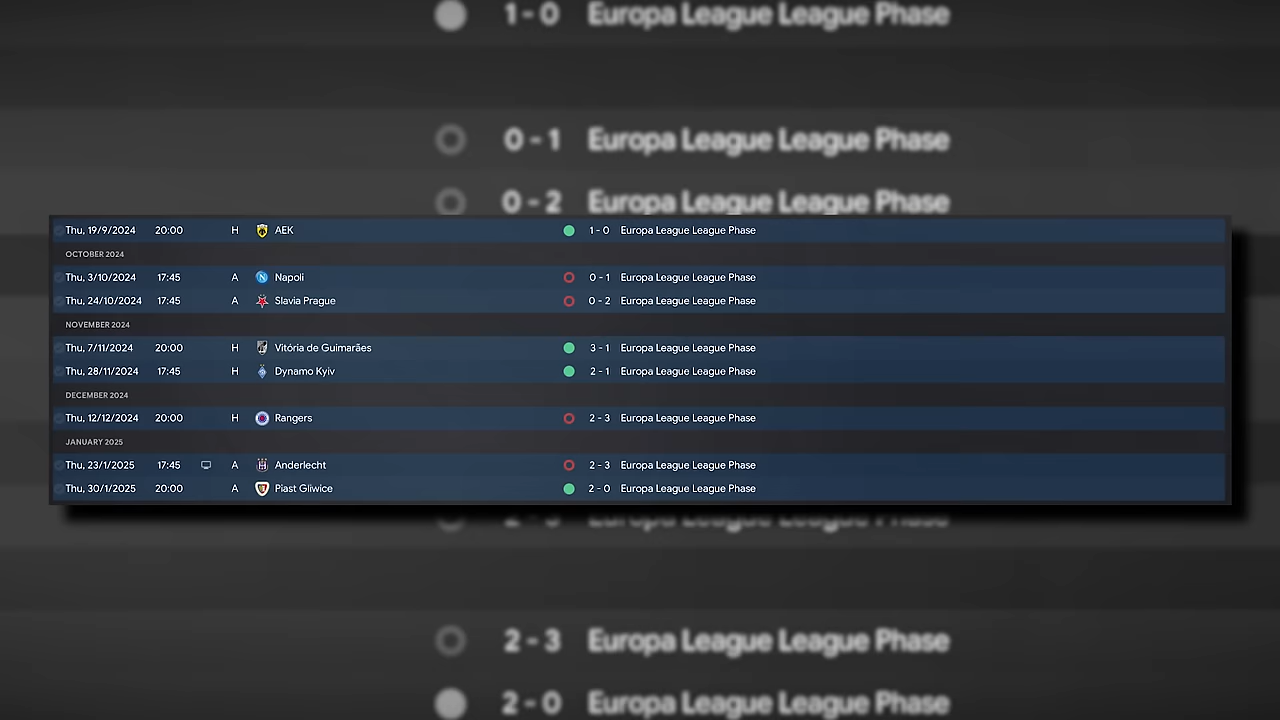 1 - 0 Europa League League Phase
0 - 1 Europa League League Phase
0 - 2 Europa League League Phase
Thu, 19/9/2024 20:00 H AEK 1 - 0 Europa League League Phase
OCTOBER 2024
Thu, 3/10/2024 17:45 A Napoli 0 - 1 Europa League League Phase
Thu, 24/10/2024 17:45 A Slavia Prague 0 - 2 Europa League League Phase
NOVEMBER 2024
Thu, 7/11/2024 20:00 H Vitória de Guimarães 3 - 1 Europa League League Phase
Thu, 28/11/2024 17:45 H Dynamo Kyiv 2 - 1 Europa League League Phase
DECEMBER 2024
Thu, 12/12/2024 20:00 H Rangers 2 - 3 Europa League League Phase
JANUARY 2025
Thu, 23/1/2025 17:45 A Anderlecht 2 - 3 Europa League League Phase
Thu, 30/1/2025 20:00 A Piast Gliwice 2 - 0 Europa League League Phase
2 - 3 Europa League League Phase
2 - 3 Europa League League Phase
2 - 0 Europa League League Phase